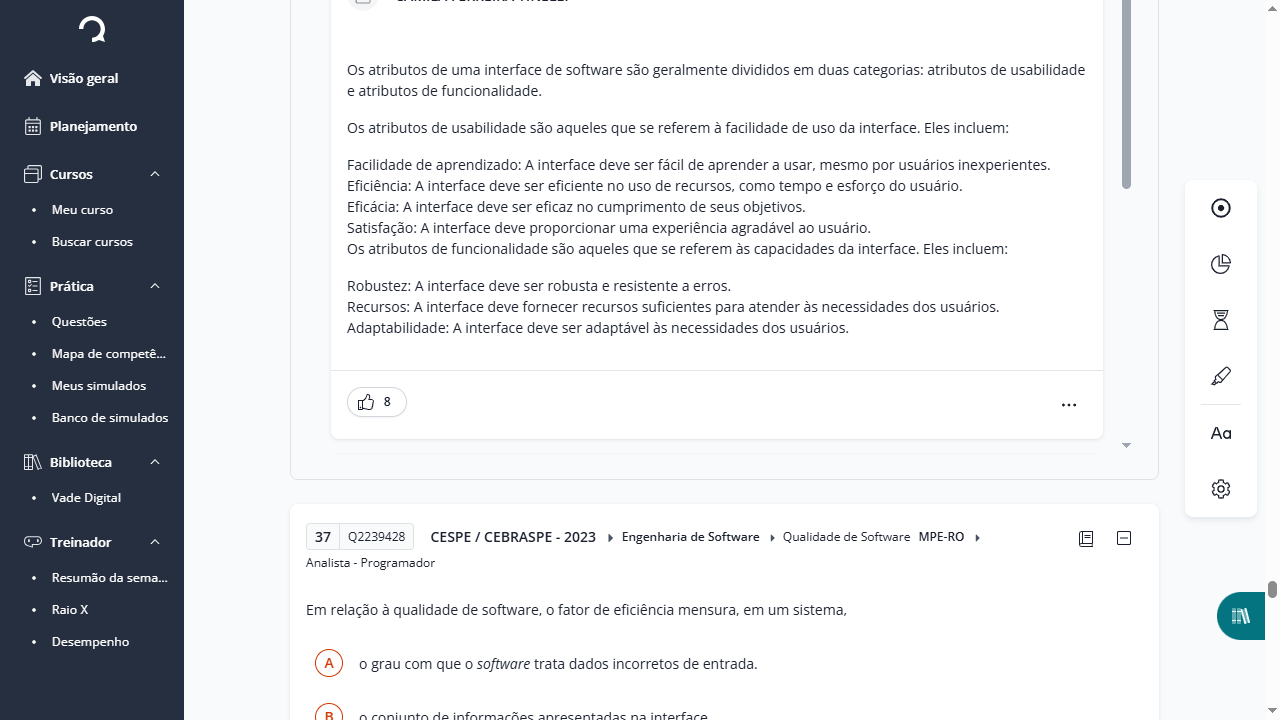 Visão geral
Planejamento
Cursos
Meu curso
Buscar cursos
Prática
Questões
Mapa de competê...
Meus simulados
Banco de simulados
Biblioteca
Vade Digital
Treinador
Resumão da sema...
Raio X
Desempenho
Os atributos de uma interface de software são geralmente divididos em duas categorias: atributos de usabilidade
e atributos de funcionalidade.
Os atributos de usabilidade são aqueles que se referem à facilidade de uso da interface. Eles incluem:
Facilidade de aprendizado: A interface deve ser fácil de aprender a usar, mesmo por usuários inexperientes.
Eficiência: A interface deve ser eficiente no uso de recursos, como tempo e esforço do usuário.
Eficácia: A interface deve ser eficaz no cumprimento de seus objetivos.
Satisfação: A interface deve proporcionar uma experiência agradável ao usuário.
Os atributos de funcionalidade são aqueles que se referem às capacidades da interface. Eles incluem:
Robustez: A interface deve ser robusta e resistente a erros.
Recursos: A interface deve fornecer recursos suficientes para atender às necessidades dos usuários.
Adaptabilidade: A interface deve ser adaptável às necessidades dos usuários.
8
37 Q2239428 CESPE / CEBRASPE - 2023 Engenharia de Software Qualidade de Software MPE-RO
Analista - Programador
Em relação à qualidade de software, o fator de eficiência mensura, em um sistema,
A o grau com que o software trata dados incorretos de entrada.
B o conjunto de informações apresentadas na interface.
Aa